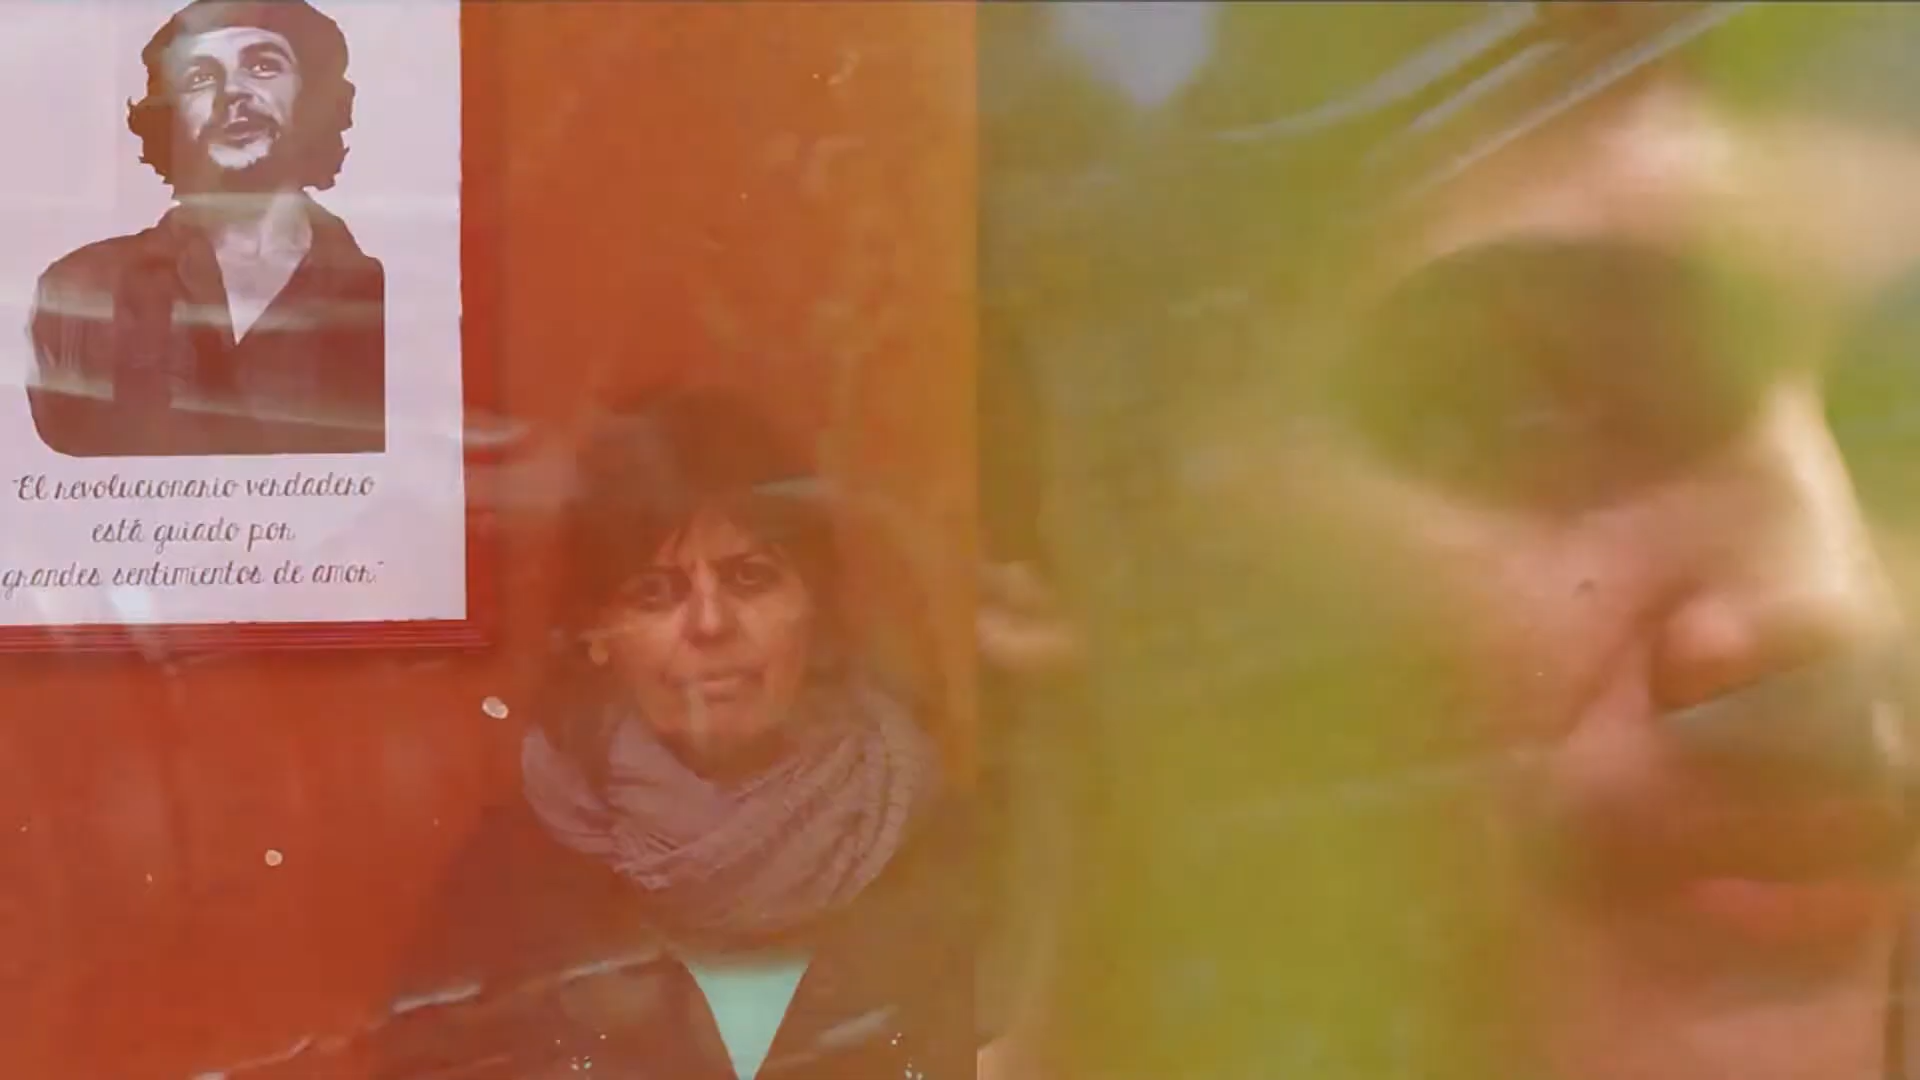 "El revolucionario verdadero
está guiado por
grandes sentimientos de amor."